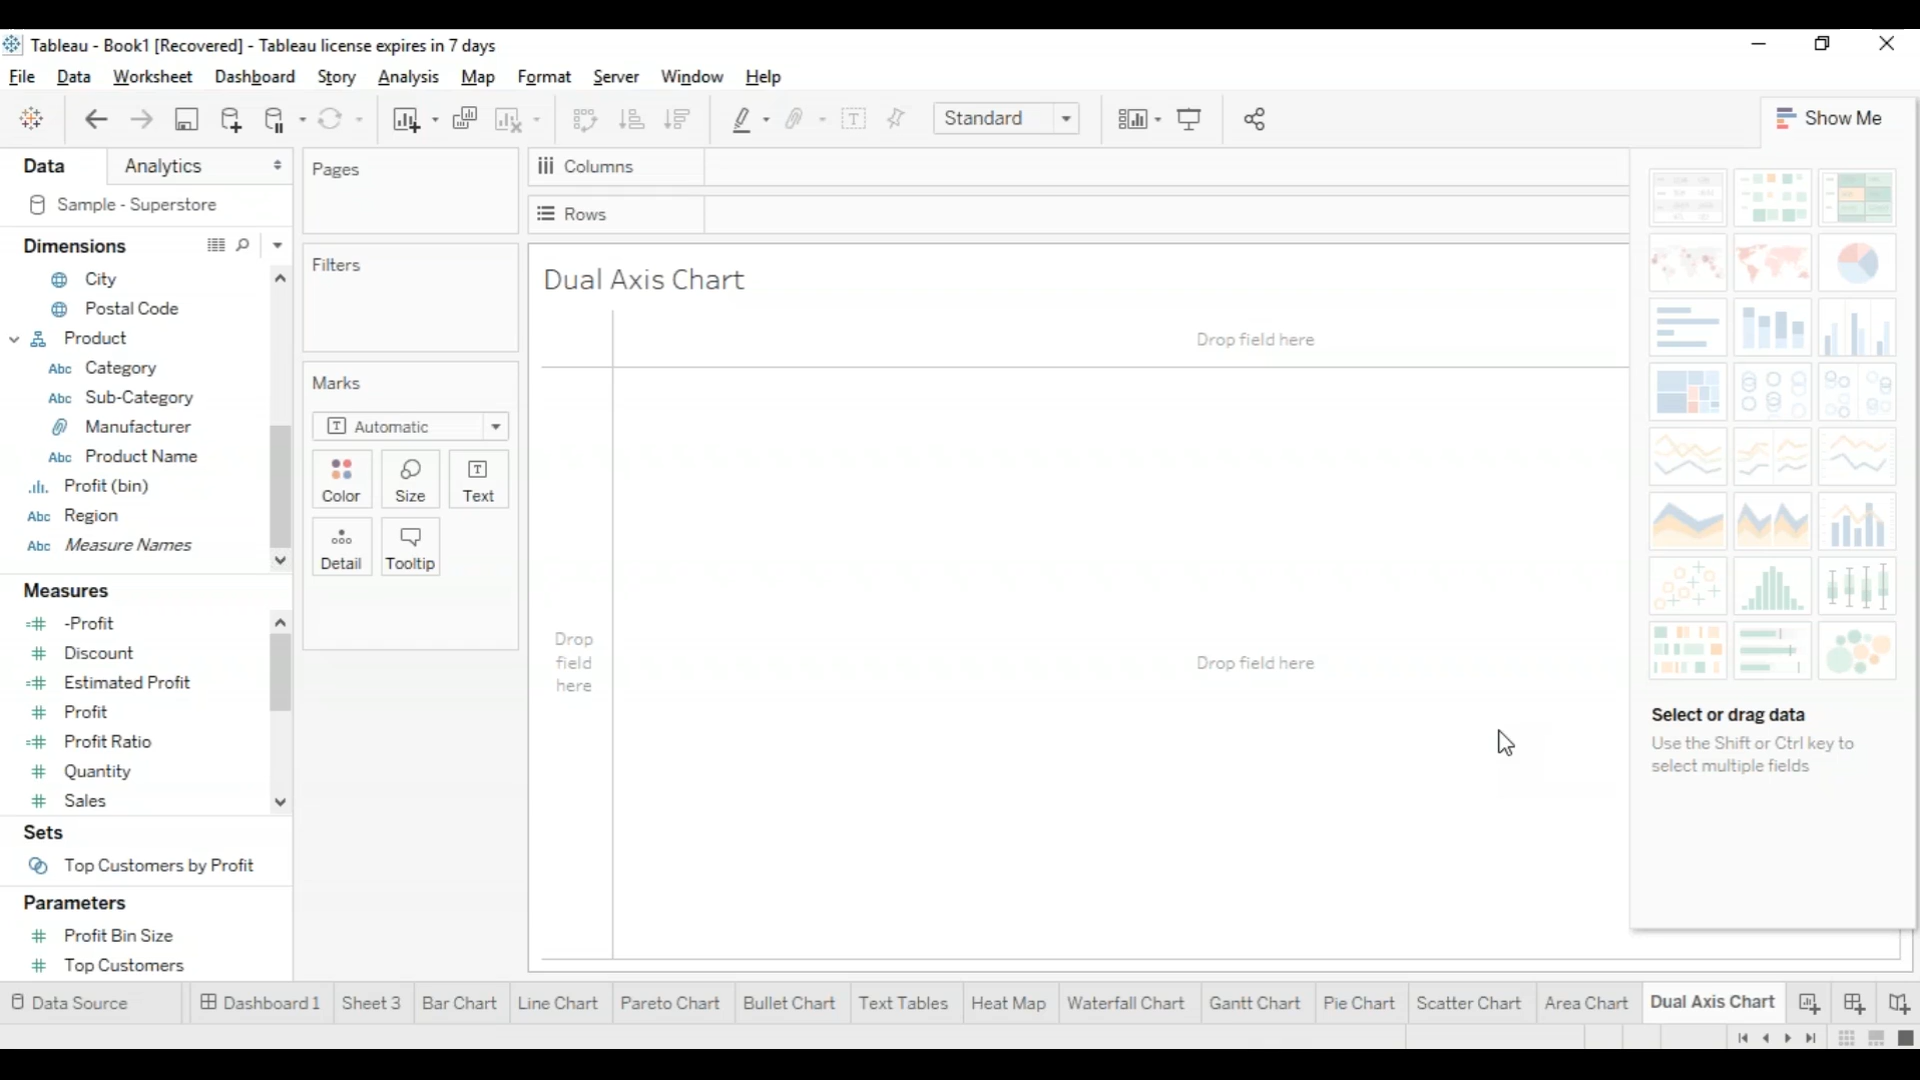 Tableau - Book1 [Recovered] - Tableau license expires in 7 days
File Data Worksheet Dashboard Story Analysis Map Format Server Window Help
Standard
Show Me
Data Analytics
Sample - Superstore
Dimensions
City
Postal Code
Product
Abc Category
Abc Sub-Category
Manufacturer
Abc Product Name
Profit (bin)
Abc Region
Abc Measure Names
Measures
=# -Profit
# Discount
=# Estimated Profit
# Profit
=# Profit Ratio
# Quantity
# Sales
Sets
Top Customers by Profit
Parameters
# Profit Bin Size
# Top Customers
Pages
Filters
Marks
T Automatic
Color Size Text
Detail Tooltip
Columns
Rows
Dual Axis Chart
Drop field here
Drop
field
here
Drop field here
Select or drag data
Use the Shift or Ctrl key to
select multiple fields
Data Source Dashboard 1 Sheet 3 Bar Chart Line Chart Pareto Chart Bullet Chart Text Tables Heat Map Waterfall Chart Gantt Chart Pie Chart Scatter Chart Area Chart Dual Axis Chart